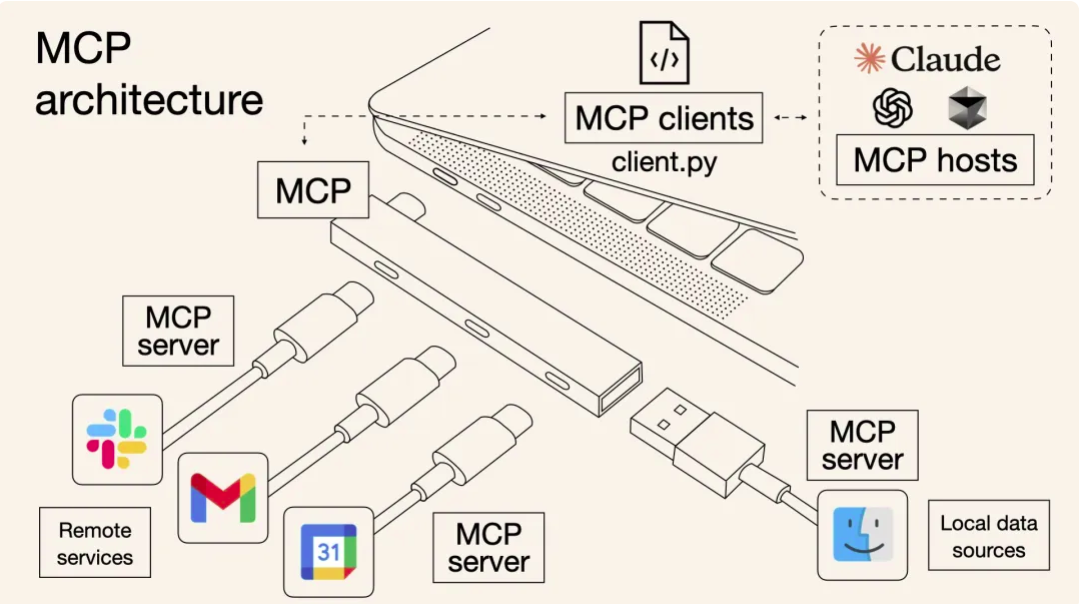 MCP
architecture
</>
MCP clients
client.py
Claude
MCP hosts
MCP
MCP
server
Remote
services
31
MCP
server
MCP
server
Local data
sources